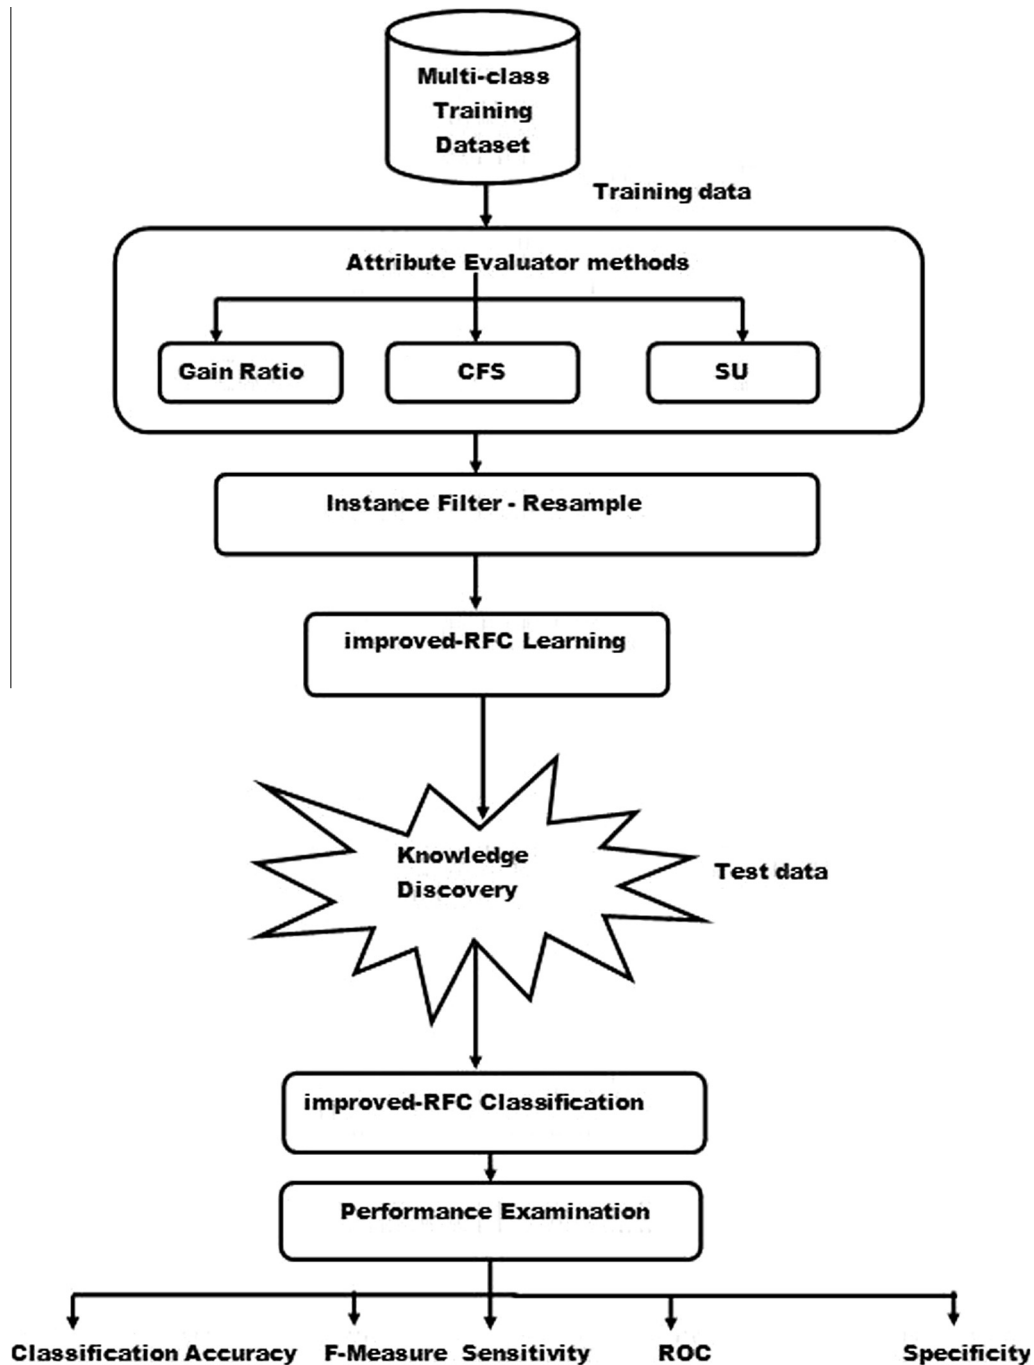 Multi-class
Training
Dataset
Training data
Attribute Evaluator methods
Gain Ratio
CFS
SU
Instance Filter - Resample
improved-RFC Learning
Knowledge
Discovery
Test data
improved-RFC Classification
Performance Examination
Classification Accuracy
F-Measure
Sensitivity
ROC
Specificity